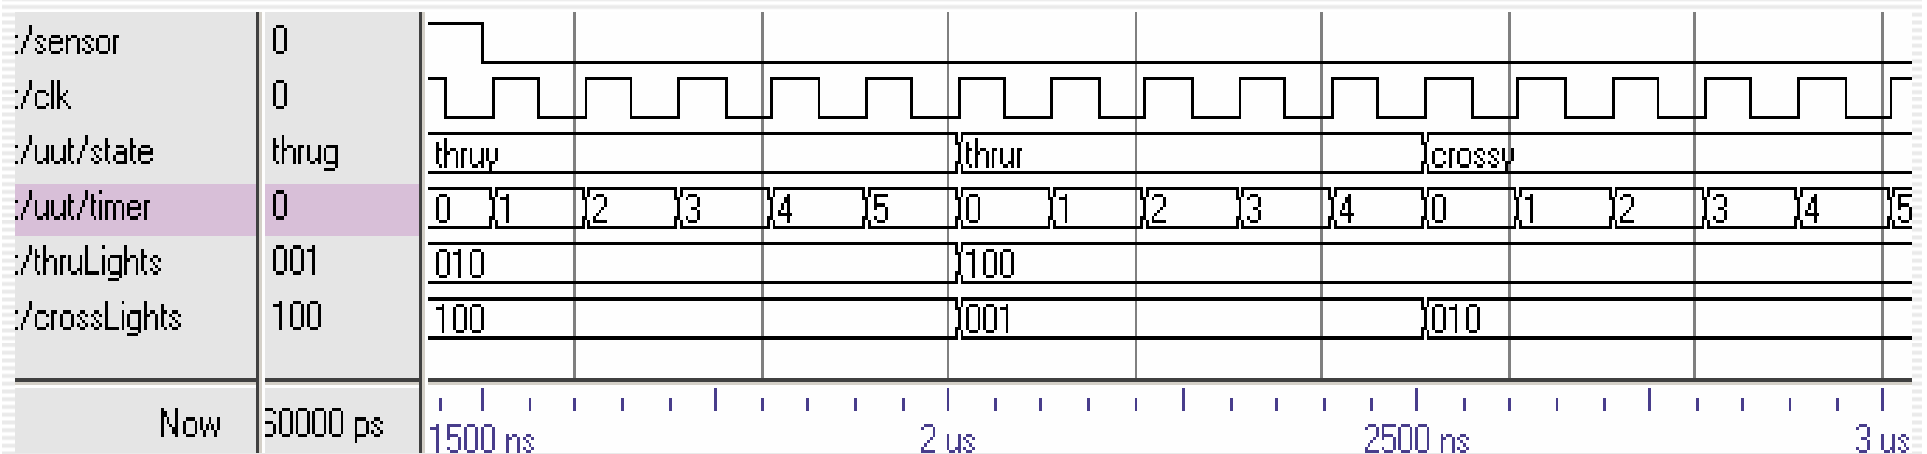 :/sensor 0
:/clk 0
:/uut/state thrug thruy thrur crossy
:/uut/timer 0 0 1 2 3 4 5 0 1 2 3 4 0 1 2 3 4 5
:/thruLights 001 010 100
:/crossLights 100 100 001 010
Now 60000 ps 1500 ns 2 us 2500 ns 3 us